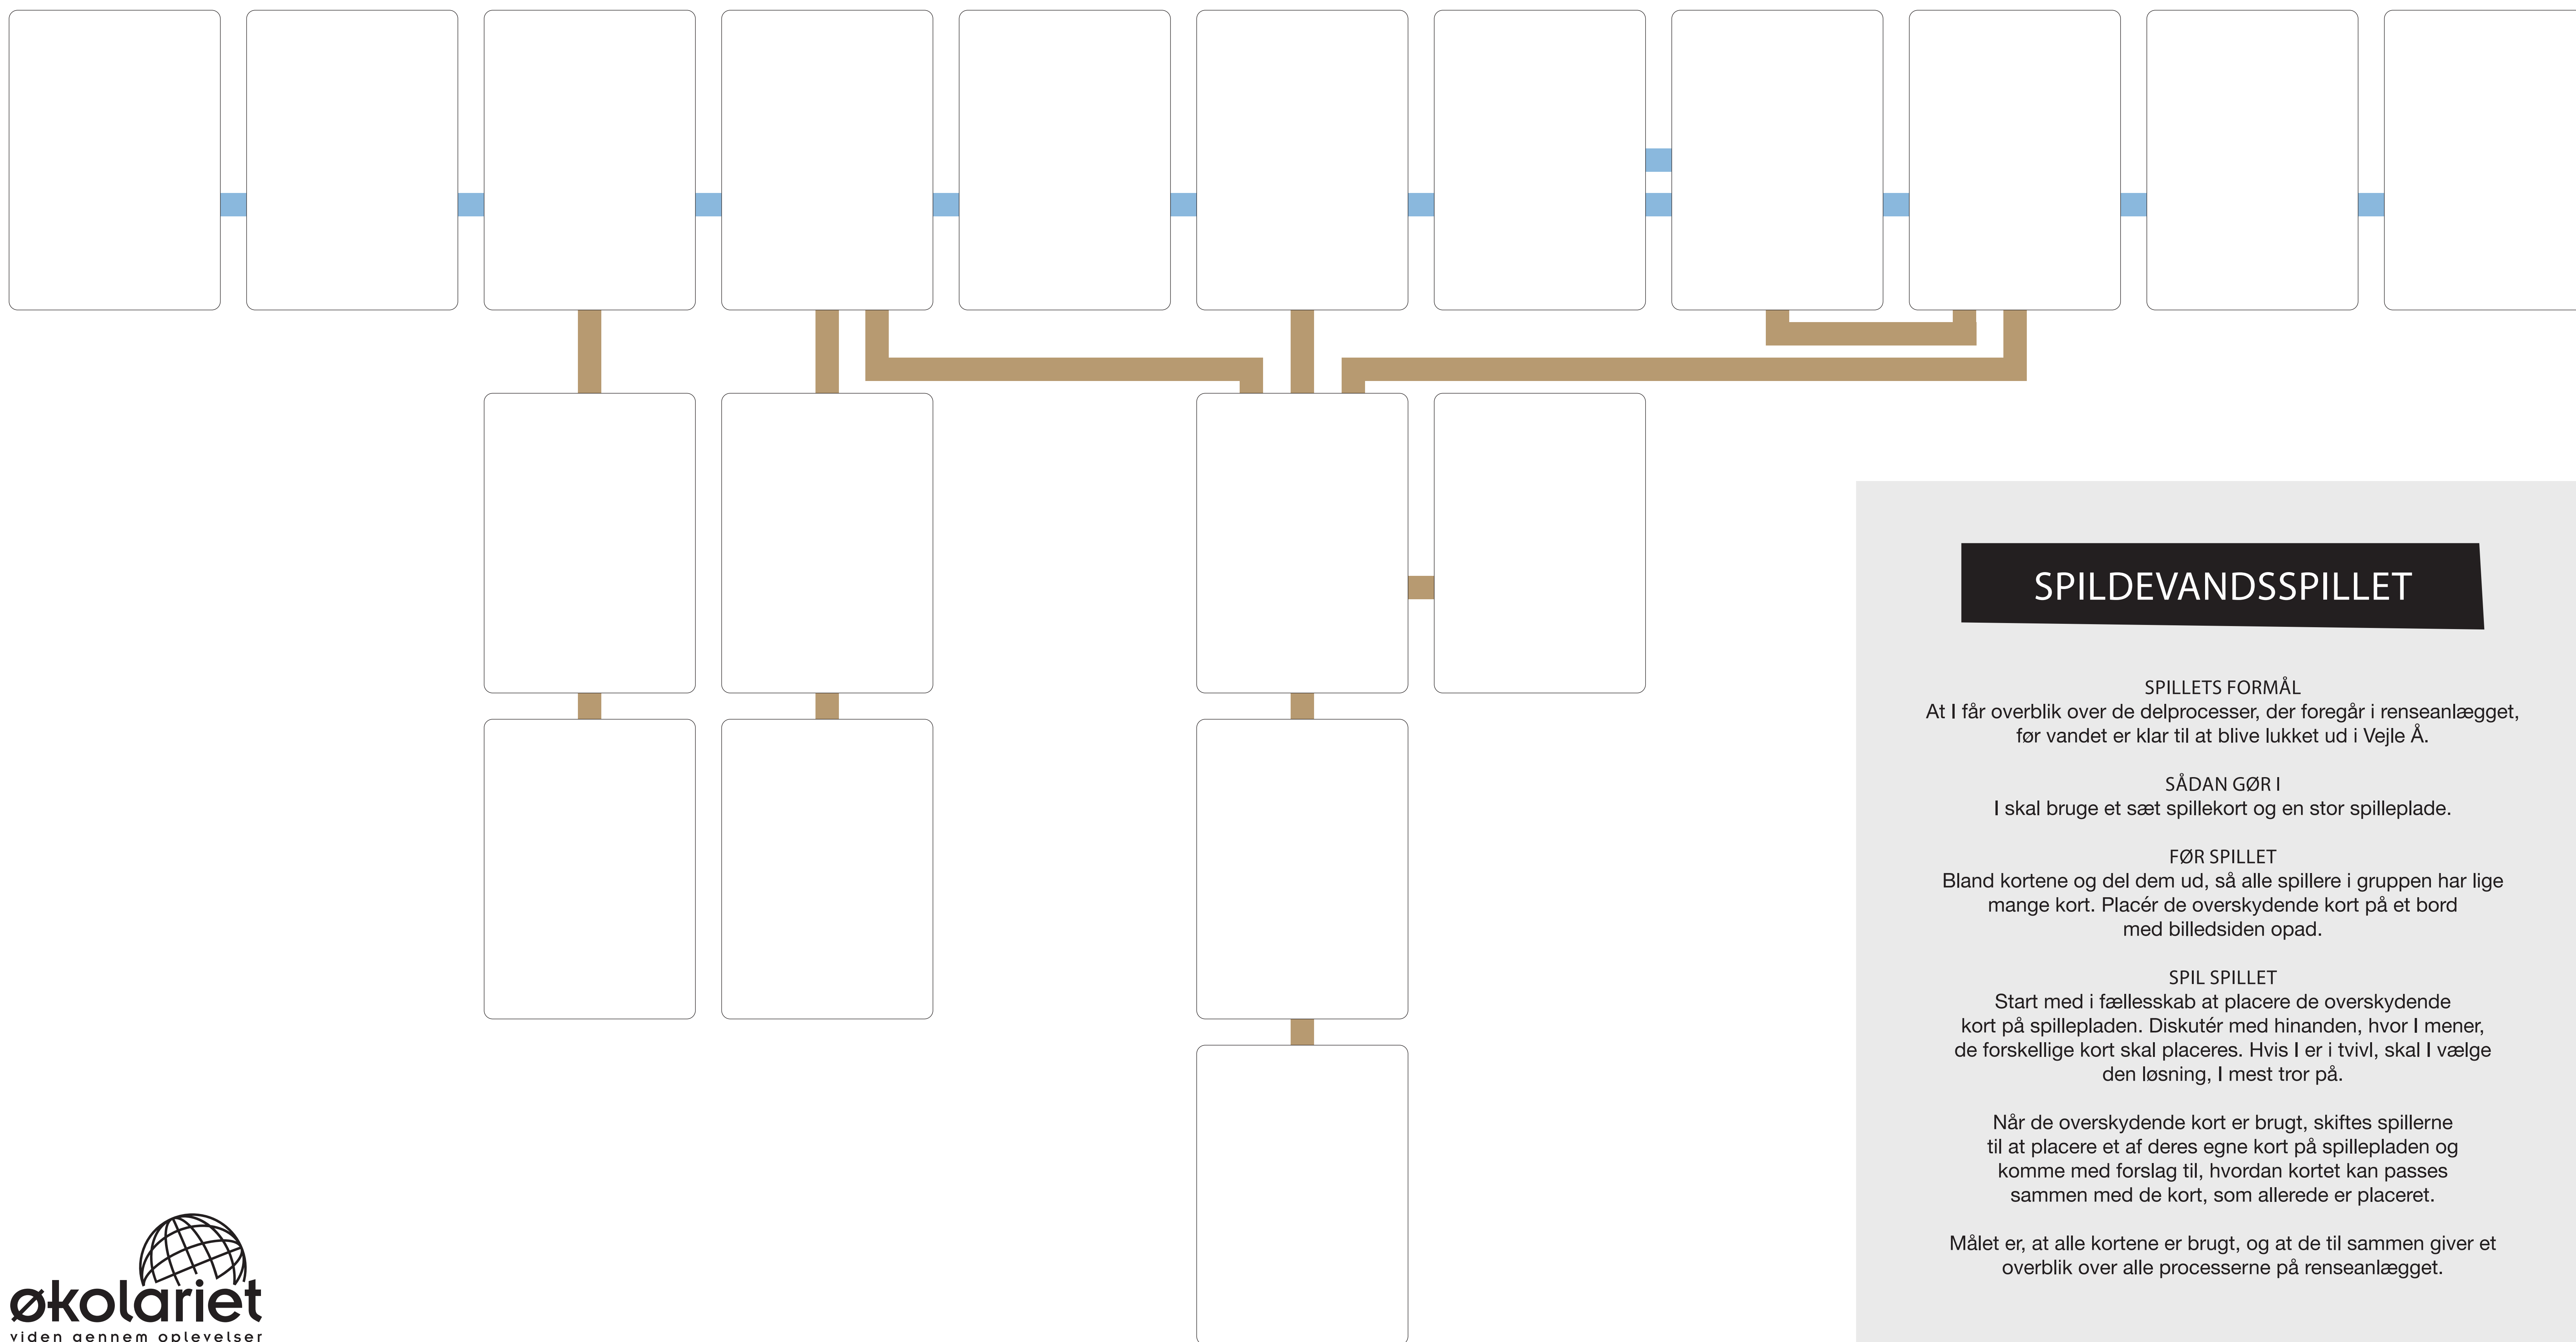 SPILDEVANDSSPILLET
SPILLETS FORMÅL
At I får overblik over de delprocesser, der foregår i renseanlægget,
før vandet er klar til at blive lukket ud i Vejle Å.
SÅDAN GØR I
I skal bruge et sæt spillekort og en stor spilleplade.
FØR SPILLET
Bland kortene og del dem ud, så alle spillere i gruppen har lige
mange kort. Placér de overskydende kort på et bord
med billedsiden opad.
SPIL SPILLET
Start med i fællesskab at placere de overskydende
kort på spillepladen. Diskutér med hinanden, hvor I mener,
de forskellige kort skal placeres. Hvis I er i tvivl, skal I vælge
den løsning, I mest tror på.
Når de overskydende kort er brugt, skiftes spillerne
til at placere et af deres egne kort på spillepladen og
komme med forslag til, hvordan kortet kan passes
sammen med de kort, som allerede er placeret.
Målet er, at alle kortene er brugt, og at de til sammen giver et
overblik over alle processerne på renseanlægget.
økolariet
viden gennem oplevelser